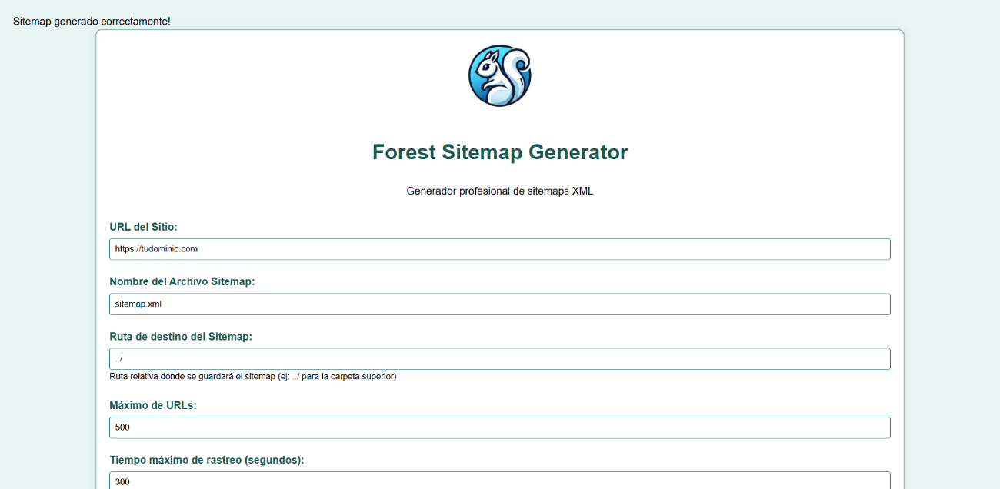 Sitemap generado correctamente!
Forest Sitemap Generator
Generador profesional de sitemaps XML
URL del Sitio:
https://tudominio.com
Nombre del Archivo Sitemap:
sitemap.xml
Ruta de destino del Sitemap:
../
Ruta relativa donde se guardará el sitemap (ej: ../ para la carpeta superior)
Máximo de URLs:
500
Tiempo máximo de rastreo (segundos):
300